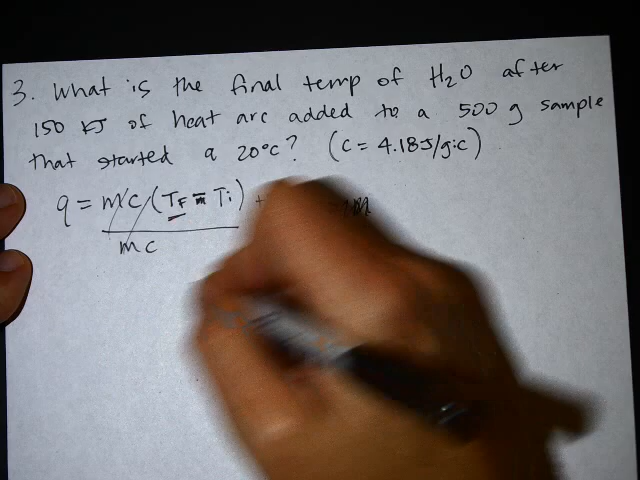 3. What is the final temp of H2O after
150 kJ of heat are added to a 500 g sample
that started a 20°C? (C = 4.18J/g·c)
q = mc (TF - Ti) +
mc